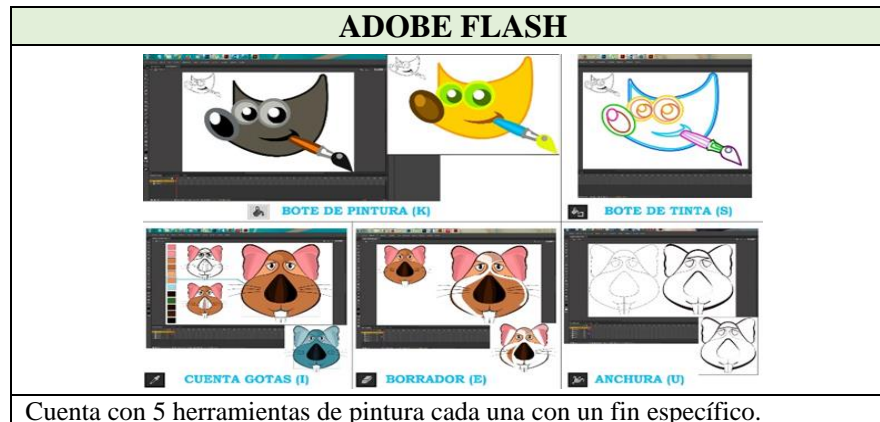 ADOBE FLASH
BOTE DE PINTURA (K)
BOTE DE TINTA (S)
CUENTA GOTAS (I)
BORRADOR (E)
ANCHURA (U)
Cuenta con 5 herramientas de pintura cada una con un fin específico.